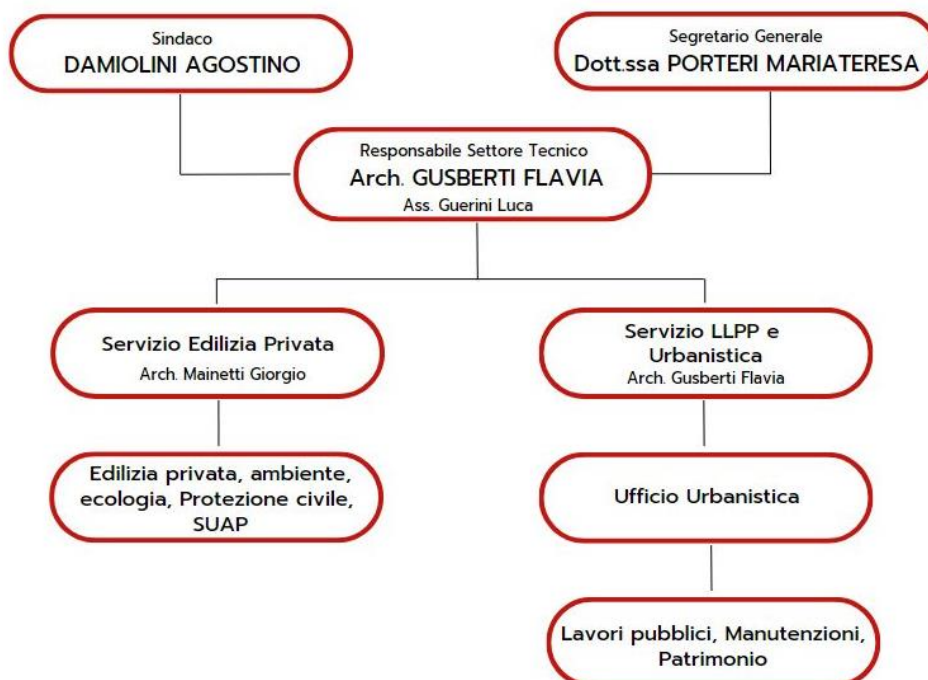 Sindaco
DAMIOLINI AGOSTINO
Segretario Generale
Dott.ssa PORTERI MARIATERESA
Responsabile Settore Tecnico
Arch. GUSBERTI FLAVIA
Ass. Guerini Luca
Servizio Edilizia Privata
Arch. Mainetti Giorgio
Servizio LLPP e
Urbanistica
Arch. Gusberti Flavia
Edilizia privata, ambiente,
ecologia, Protezione civile,
SUAP
Ufficio Urbanistica
Lavori pubblici, Manutenzioni,
Patrimonio